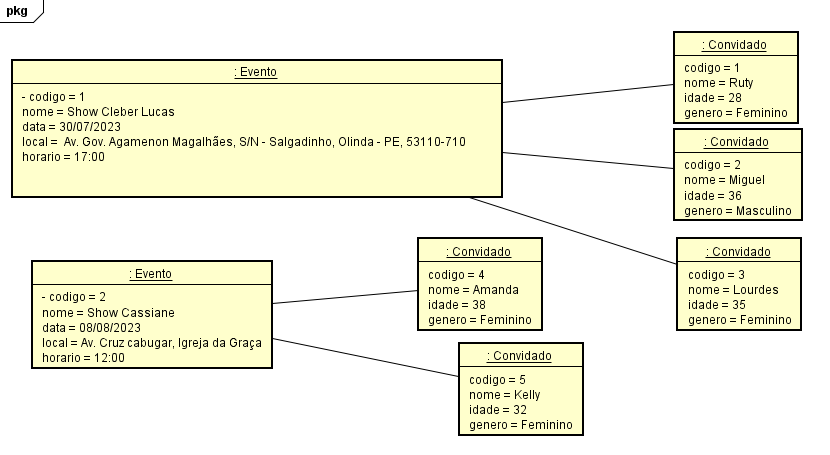 pkg
: Evento
- codigo = 1
nome = Show Cleber Lucas
data = 30/07/2023
local =  Av. Gov. Agamenon Magalhães, S/N - Salgadinho, Olinda - PE, 53110-710
horario = 17:00
: Convidado
codigo = 1
nome = Ruty
idade = 28
genero = Feminino
: Convidado
codigo = 2
nome = Miguel
idade = 36
genero = Masculino
: Convidado
codigo = 3
nome = Lourdes
idade = 35
genero = Feminino
: Evento
- codigo = 2
nome = Show Cassiane
data = 08/08/2023
local = Av. Cruz cabugar, Igreja da Graça
horario = 12:00
: Convidado
codigo = 4
nome = Amanda
idade = 38
genero = Feminino
: Convidado
codigo = 5
nome = Kelly
idade = 32
genero = Feminino